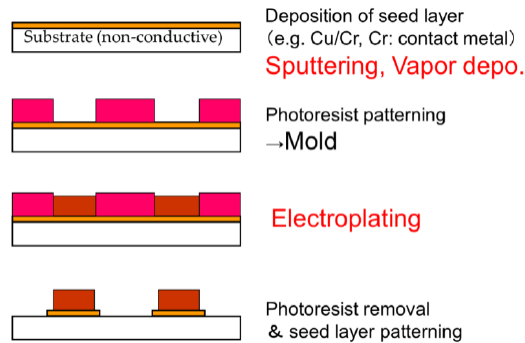 Deposition of seed layer
Substrate (non-conductive)
(e.g. Cu/Cr, Cr: contact metal)
Sputtering, Vapor depo.
Photoresist patterning
→Mold
Electroplating
Photoresist removal
& seed layer patterning